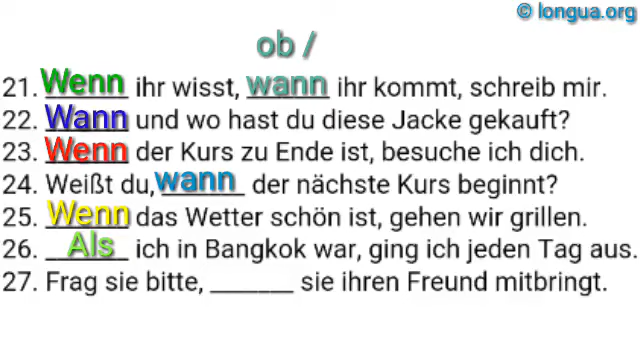 © longua.org
ob /
21. Wenn ihr wisst, wann ihr kommt, schreib mir.
22. Wann und wo hast du diese Jacke gekauft?
23. Wenn der Kurs zu Ende ist, besuche ich dich.
24. Weißt du, wann der nächste Kurs beginnt?
25. Wenn das Wetter schön ist, gehen wir grillen.
26. Als ich in Bangkok war, ging ich jeden Tag aus.
27. Frag sie bitte, _______ sie ihren Freund mitbringt.